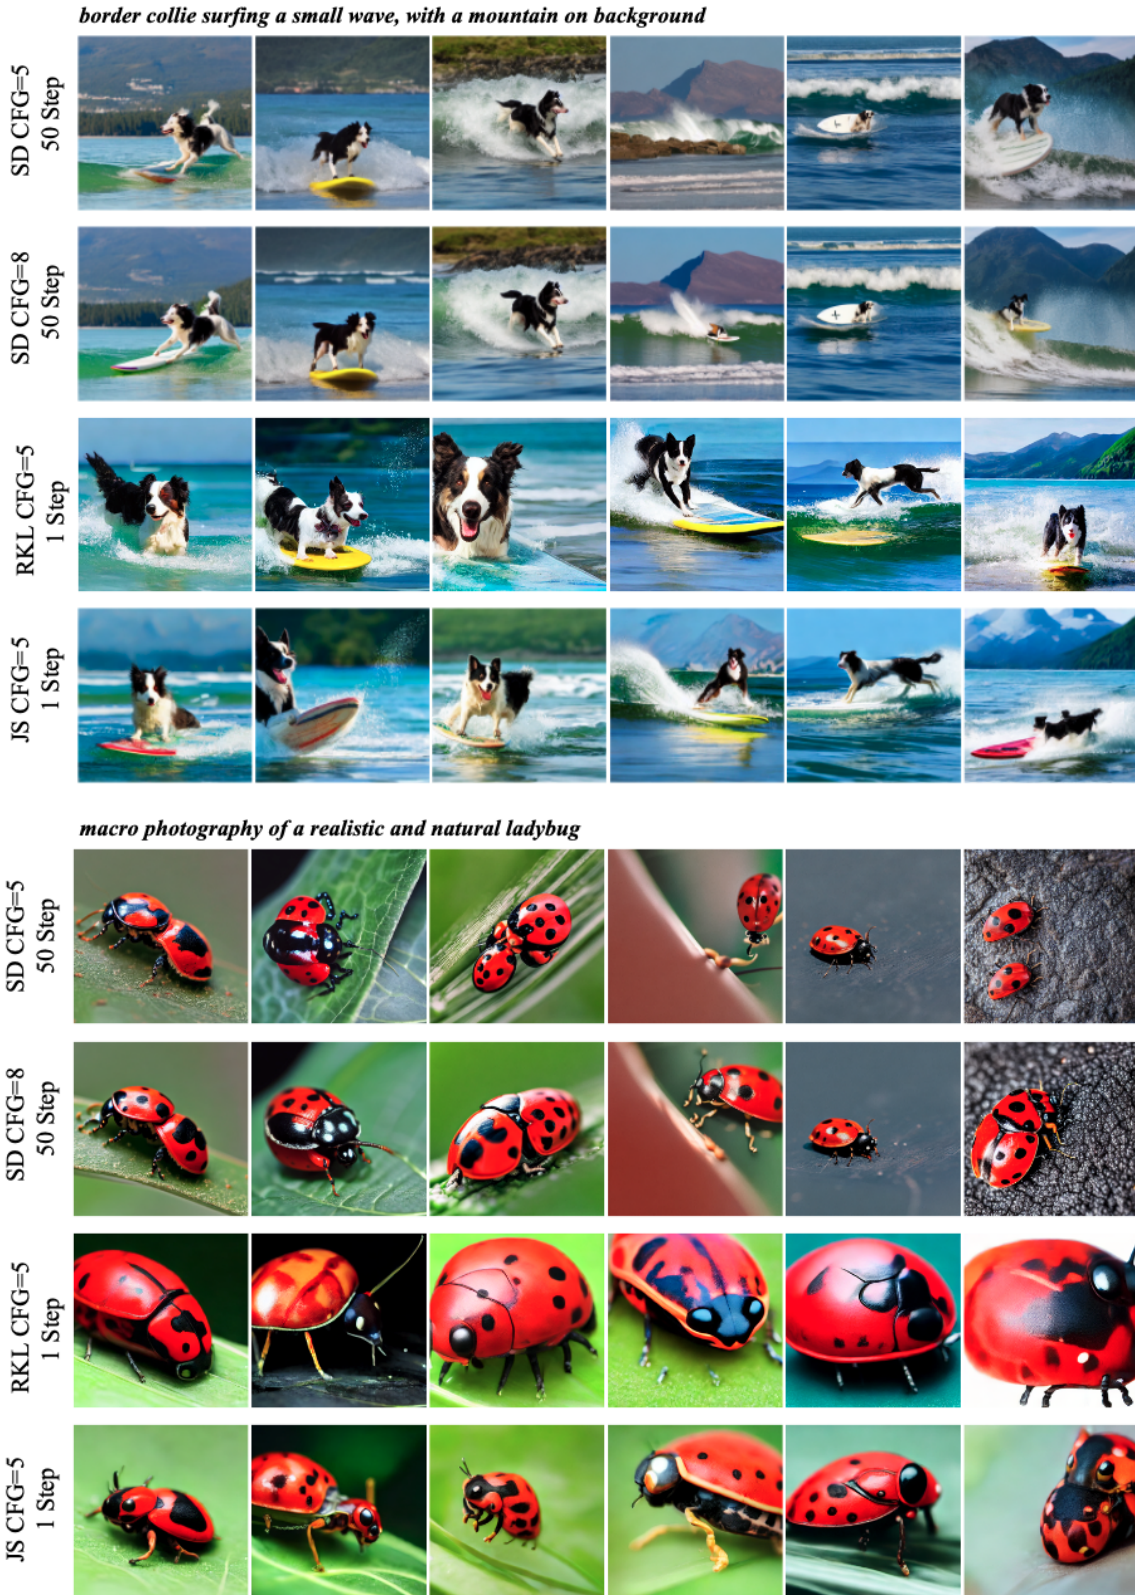 border collie surfing a small wave, with a mountain on background
SD CFG=5
50 Step
SD CFG=8
50 Step
RKL CFG=5
1 Step
JS CFG=5
1 Step
macro photography of a realistic and natural ladybug
SD CFG=5
50 Step
SD CFG=8
50 Step
RKL CFG=5
1 Step
JS CFG=5
1 Step